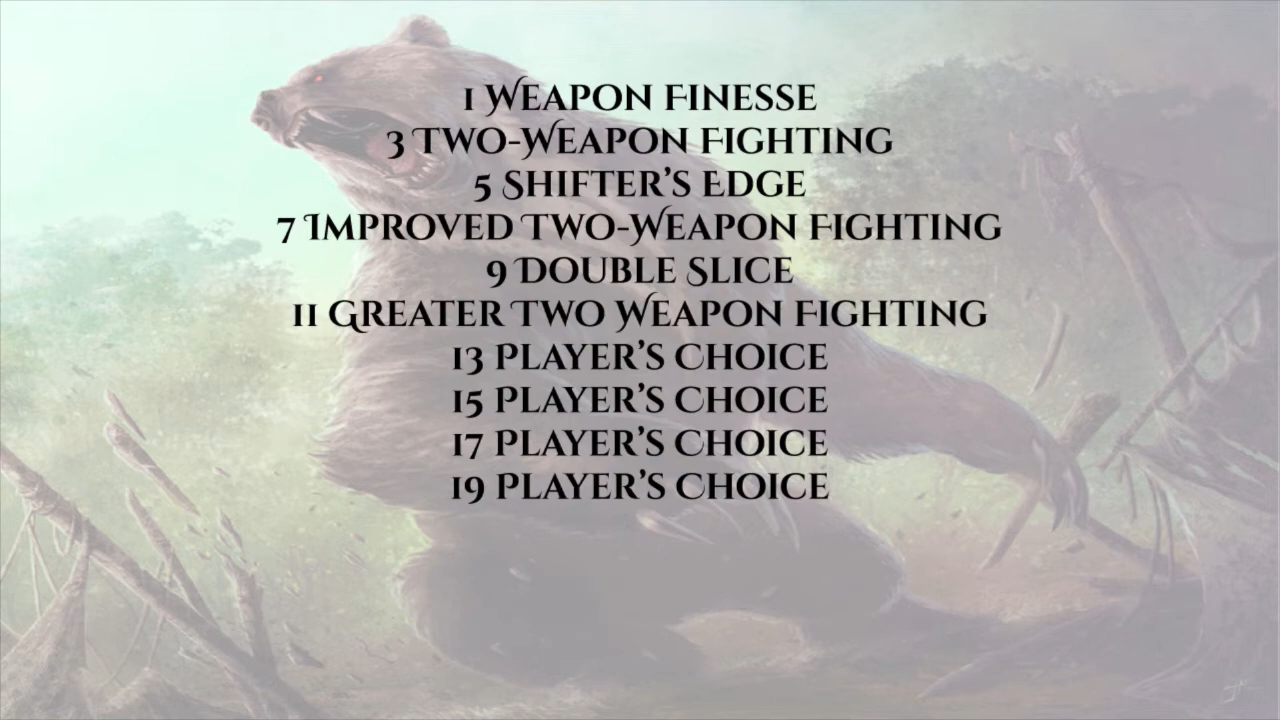 1 Weapon Finesse
3 Two-Weapon Fighting
5 Shifter's Edge
7 Improved Two-Weapon Fighting
9 Double Slice
11 Greater Two Weapon Fighting
13 Player's Choice
15 Player's Choice
17 Player's Choice
19 Player's Choice